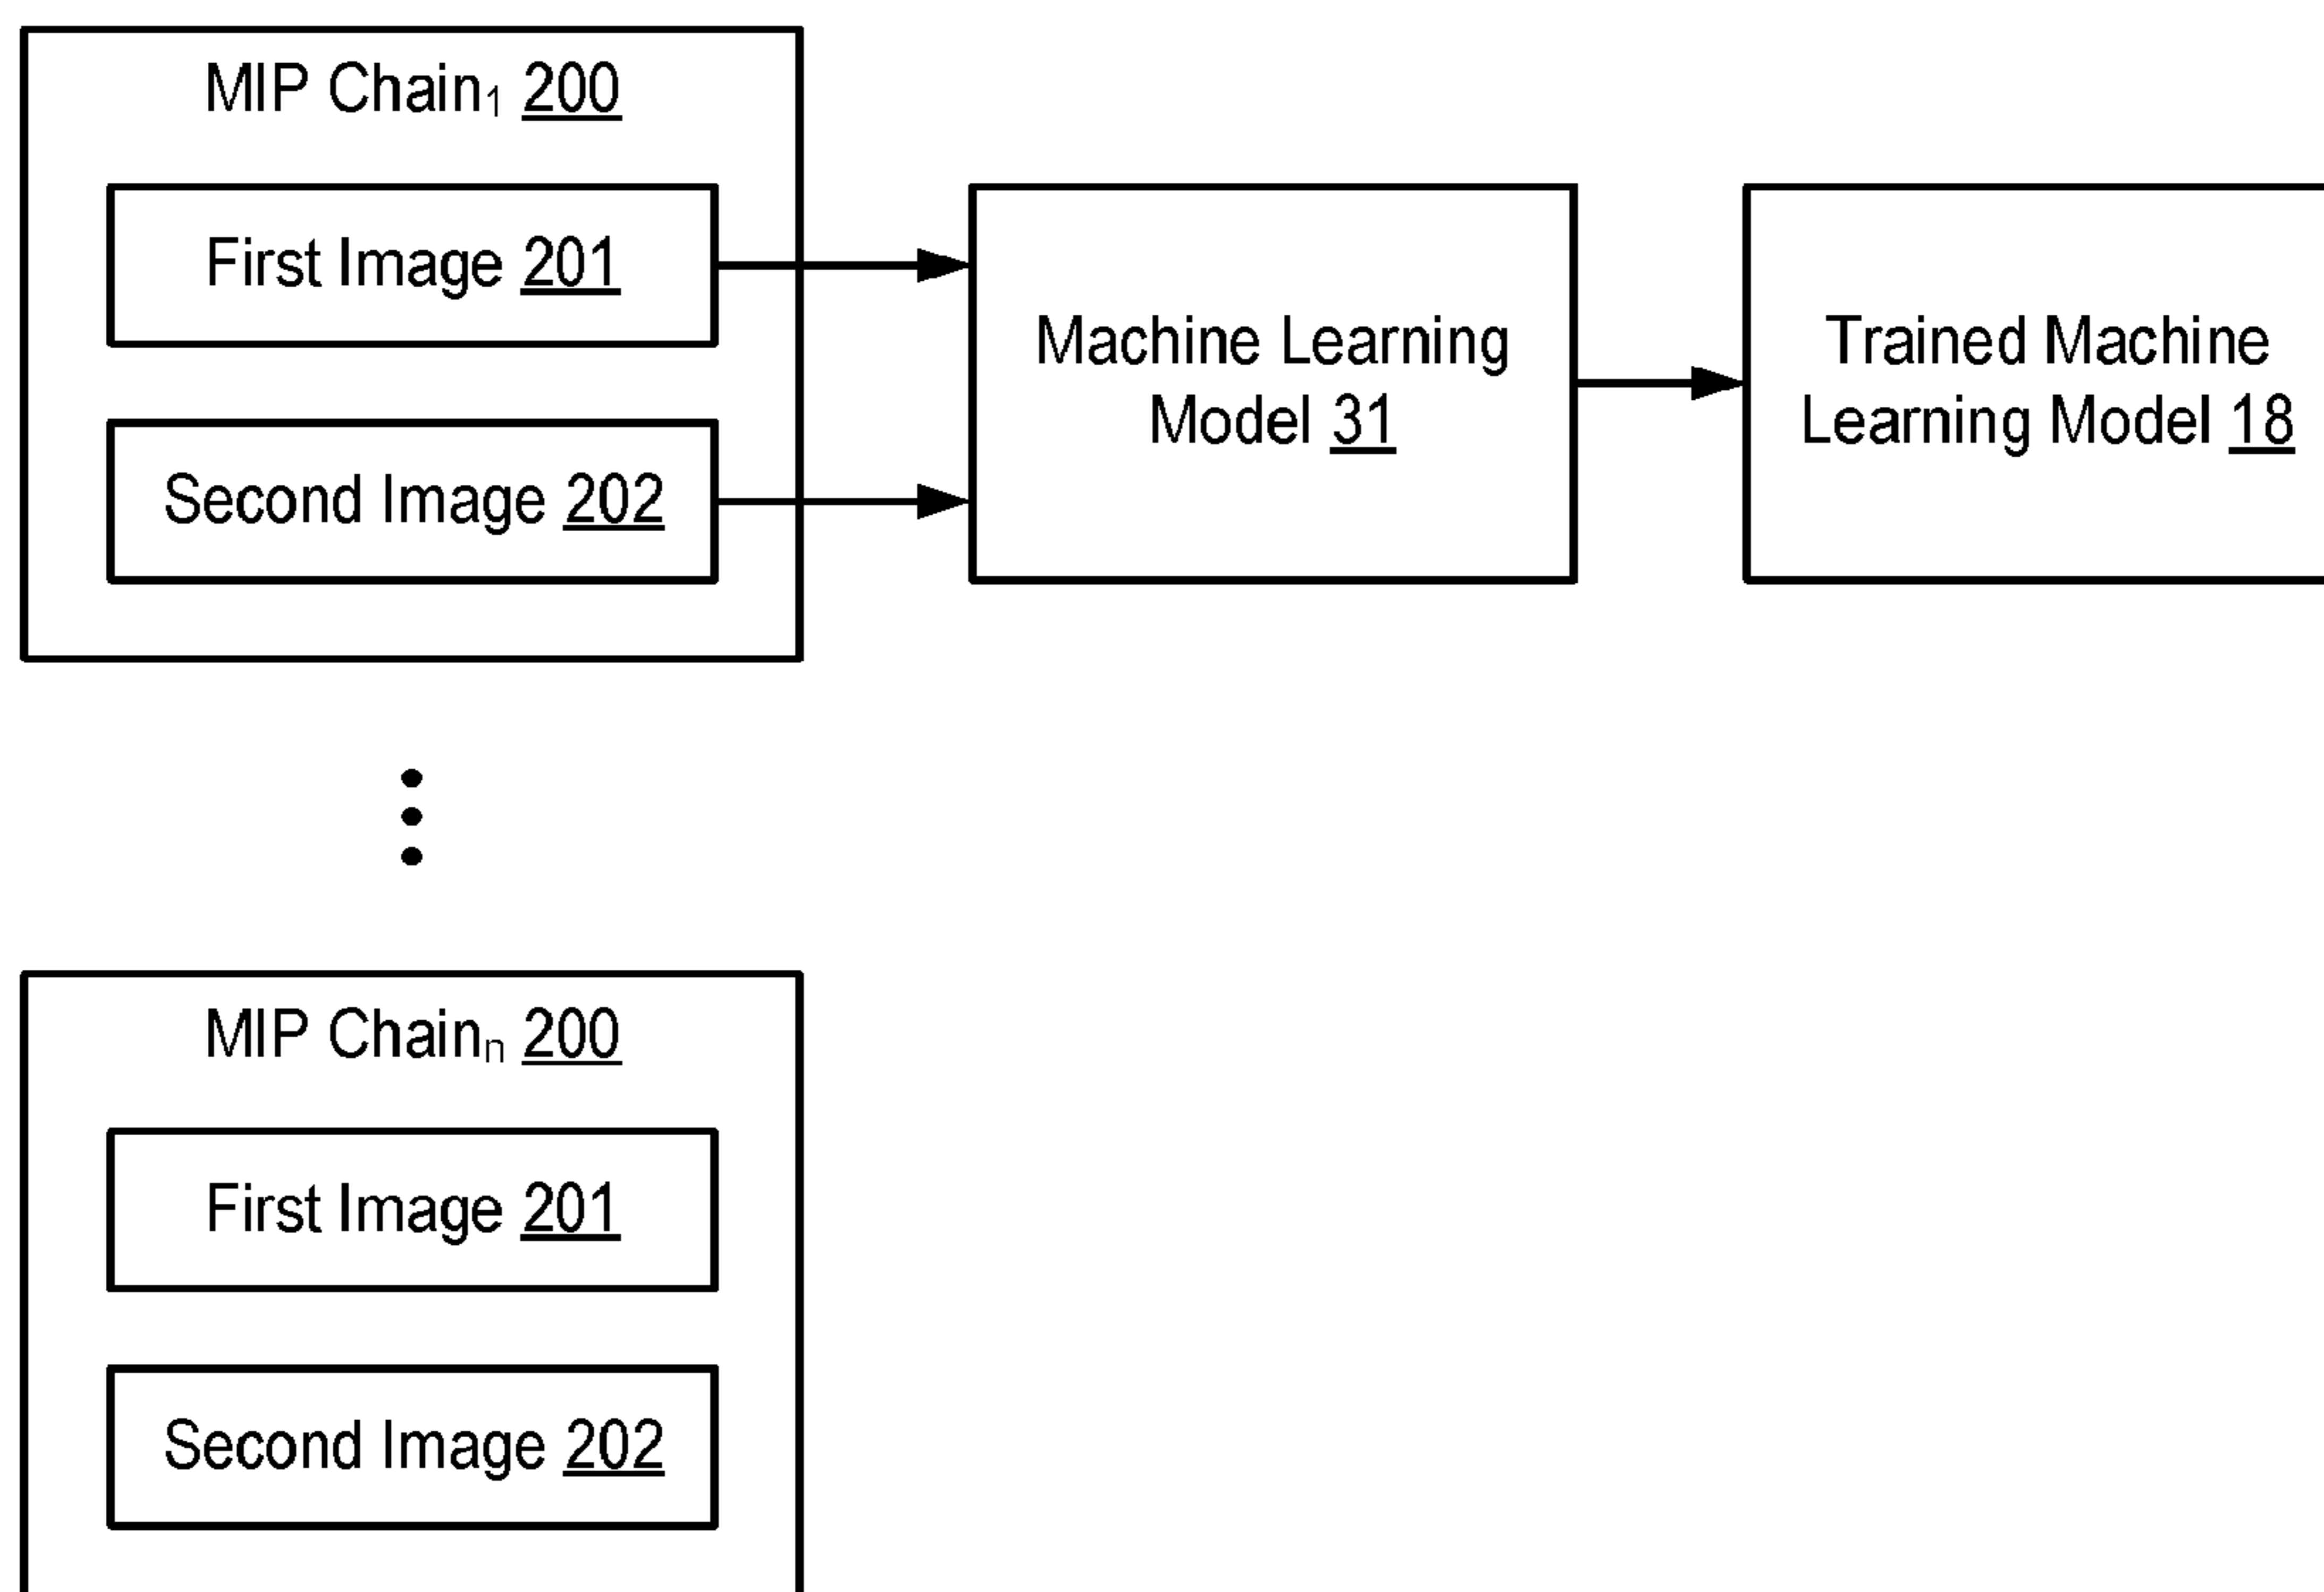 MIP Chain₁ 200
First Image 201
Second Image 202
Machine Learning
Model 31
Trained Machine
Learning Model 18
MIP Chainₙ 200
First Image 201
Second Image 202